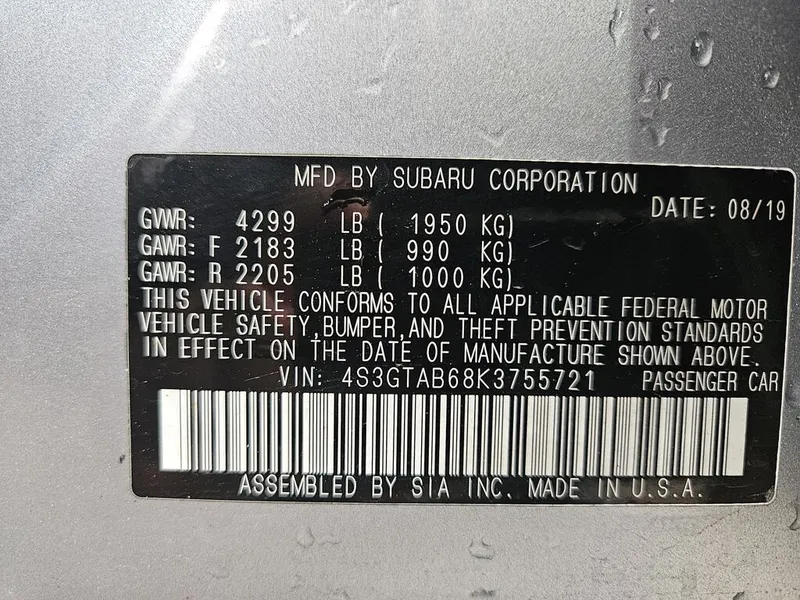 MFD BY SUBARU CORPORATION
DATE: 08/19
GVWR: 4299 LB ( 1950 KG)
GAWR: F 2183 LB ( 990 KG)
GAWR: R 2205 LB ( 1000 KG)
THIS VEHICLE CONFORMS TO ALL APPLICABLE FEDERAL MOTOR
VEHICLE SAFETY, BUMPER, AND THEFT PREVENTION STANDARDS
IN EFFECT ON THE DATE OF MANUFACTURE SHOWN ABOVE.
VIN: 4S3GTAB68K3755721 PASSENGER CAR
ASSEMBLED BY SIA INC. MADE IN U.S.A.